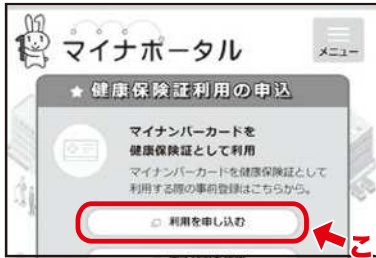 マイナポータル
メニュー
★ 健康保険証利用の申込
マイナンバーカードを
健康保険証として利用
マイナンバーカードを健康保険証として
利用する際の事前登録はこちらから。
利用を申し込む
こ